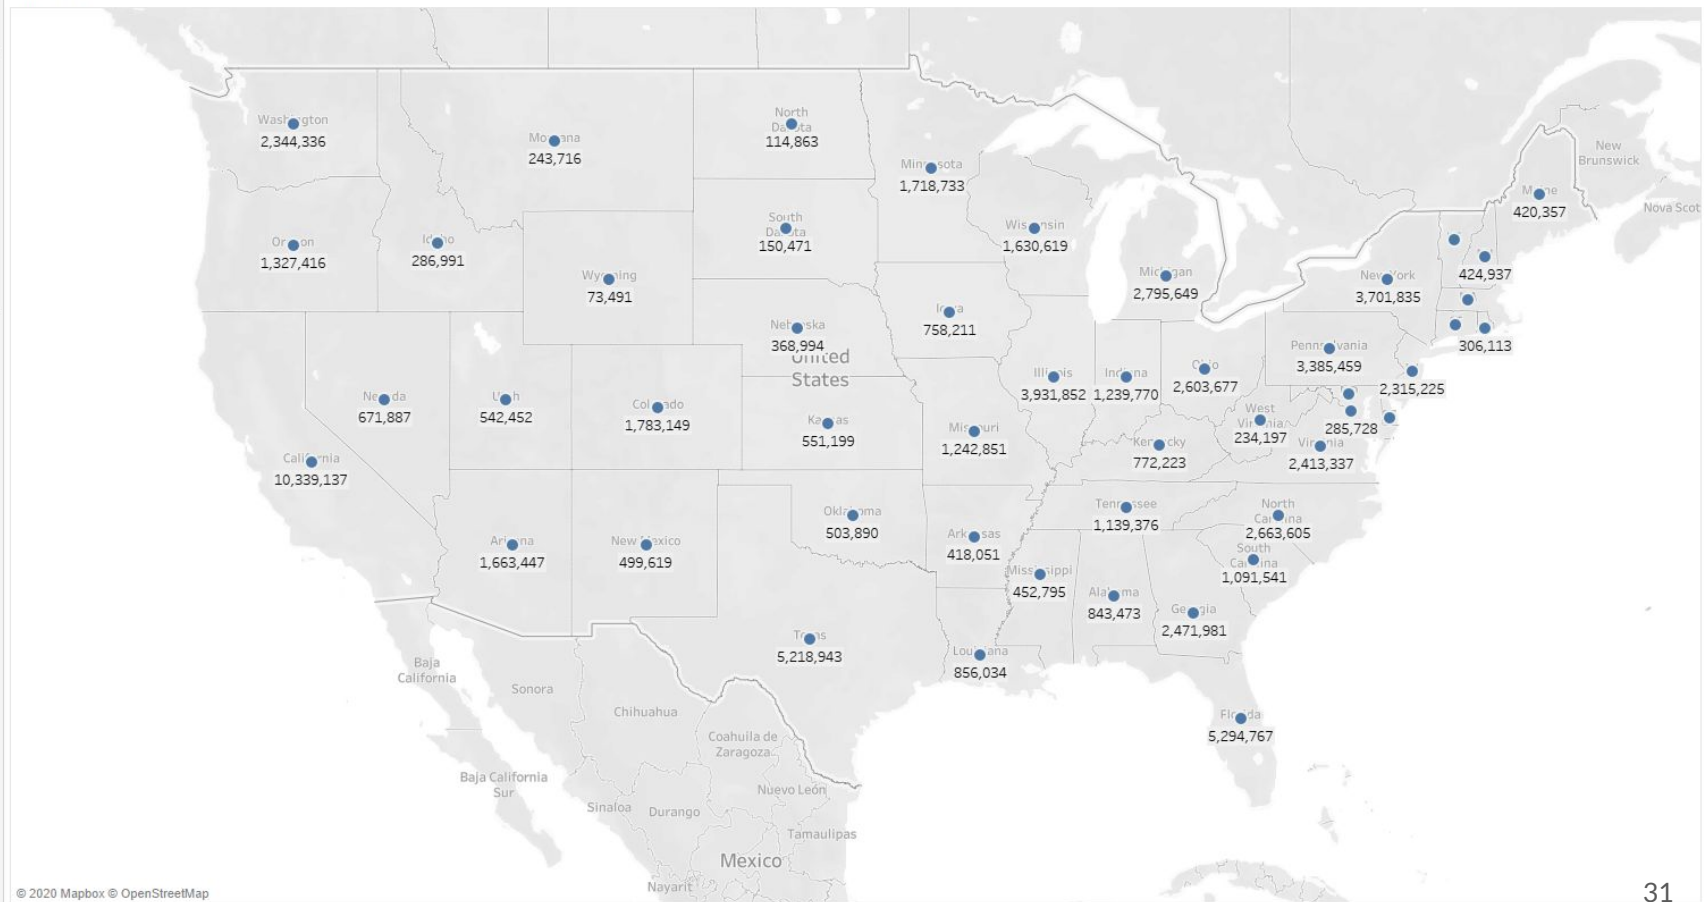 Washington
2,344,336
Montana
243,716
North
Dakota
114,863
Minnesota
1,718,733
New
Brunswick
Maine
420,357
Nova Scot
Oregon
1,327,416
Idaho
286,991
South
Dakota
150,471
Wisconsin
1,630,619
Wyoming
73,491
Michigan
2,795,649
New York
3,701,835
424,937
Nebraska
368,994
Iowa
758,211
306,113
United
States
Illinois
3,931,852
Indiana
1,239,770
Ohio
2,603,677
Pennsylvania
3,385,459
2,315,225
Nevada
671,887
Utah
542,452
Colorado
1,783,149
Kansas
551,199
Missouri
1,242,851
Kentucky
772,223
West
Virginia
234,197
285,728
Virginia
2,413,337
California
10,339,137
Arizona
1,663,447
New Mexico
499,619
Oklahoma
503,890
Arkansas
418,051
Tennessee
1,139,376
North
Carolina
2,663,605
South
Carolina
1,091,541
Mississippi
452,795
Alabama
843,473
Georgia
2,471,981
Texas
5,218,943
Louisiana
856,034
Florida
5,294,767
Baja
California
Sonora
Chihuahua
Coahuila de
Zaragoza
Baja California
Sur
Nuevo León
Sinaloa
Durango
Tamaulipas
Mexico
Nayarit
© 2020 Mapbox © OpenStreetMap
31